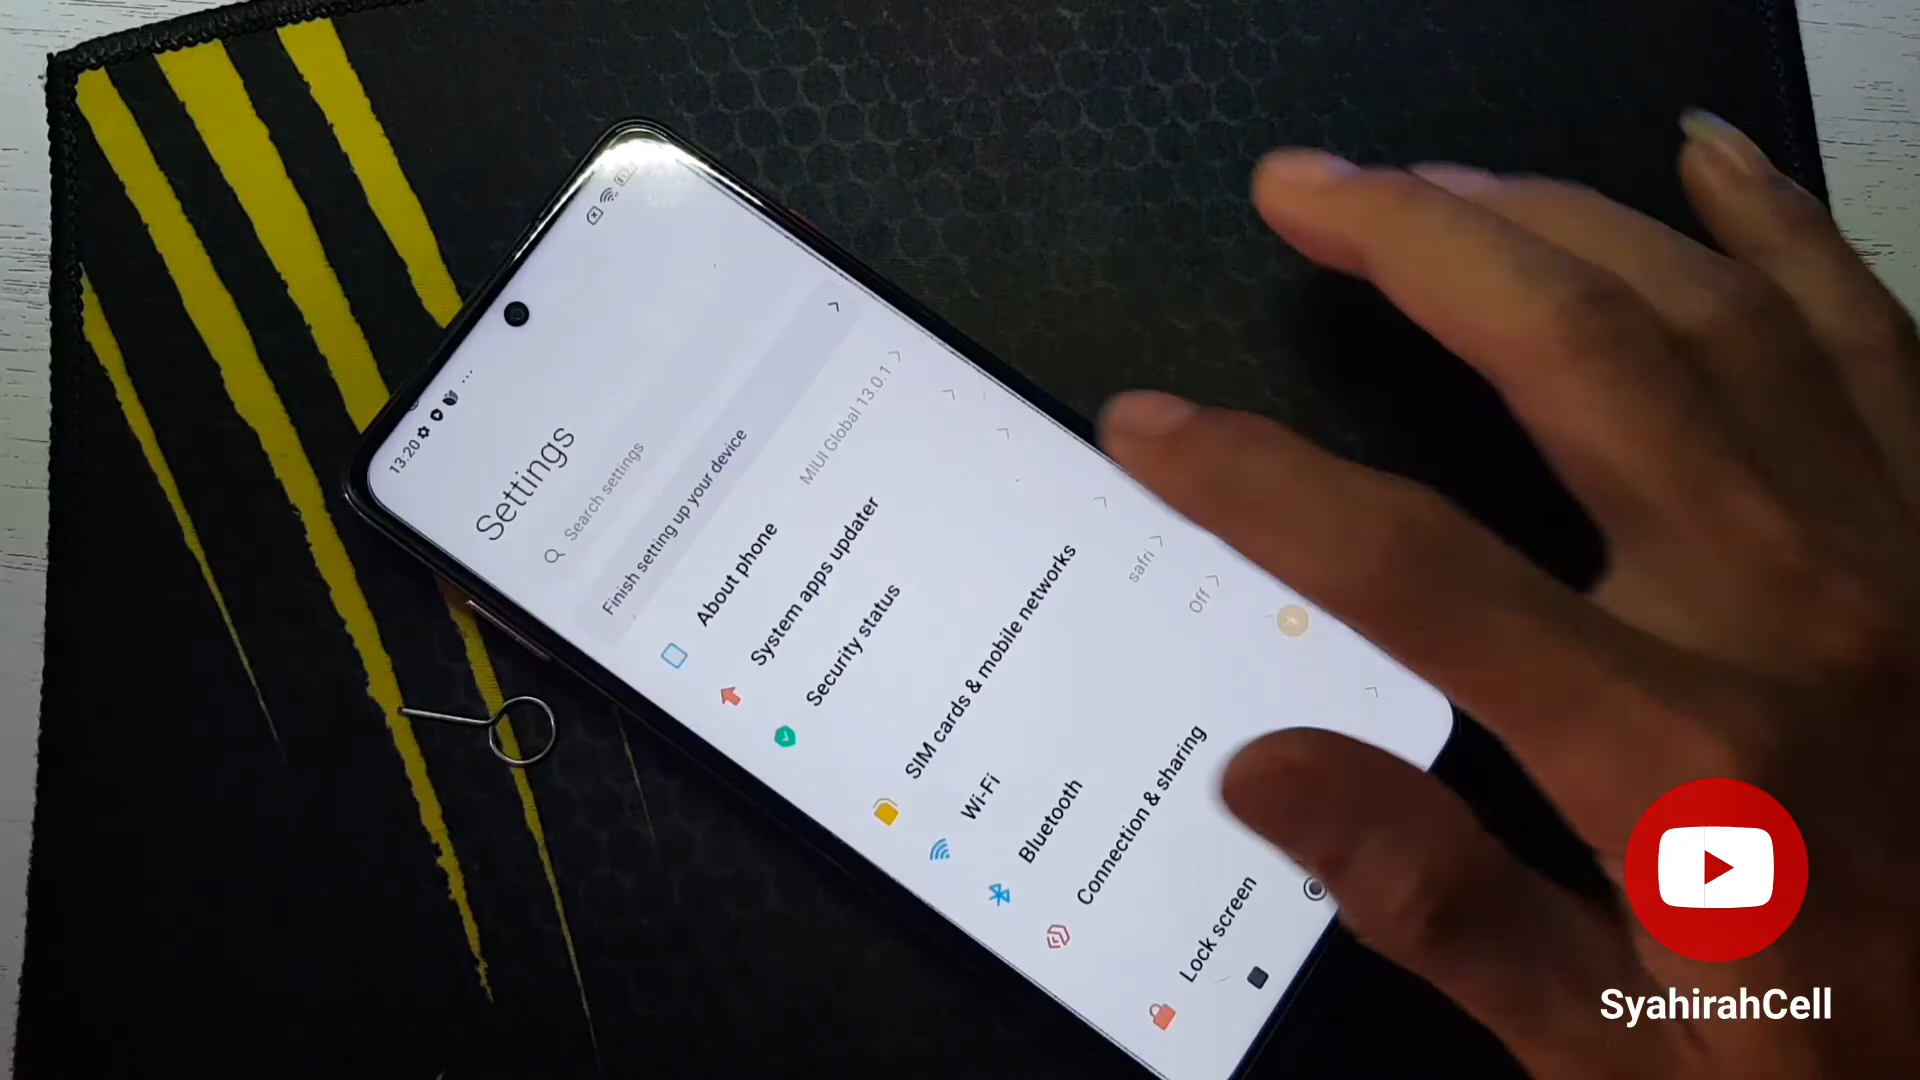 13:20
Settings
Search settings
Finish setting up your device
About phone
MIUI Global 13.0.1
System apps updater
Security status
SIM cards & mobile networks
Wi-Fi
safri
Bluetooth
Off
Connection & sharing
Lock screen
SyahirahCell